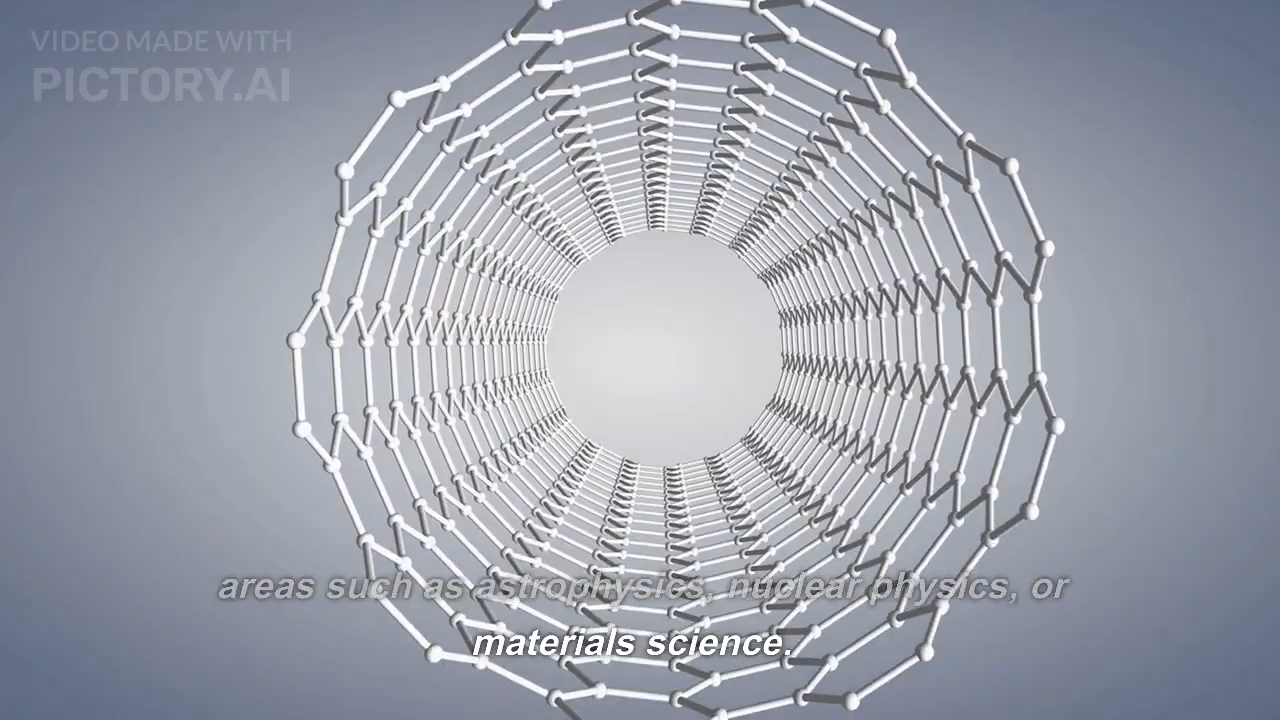 VIDEO MADE WITH
PICTORY.AI
areas such as astrophysics, nuclear physics, or
materials science.